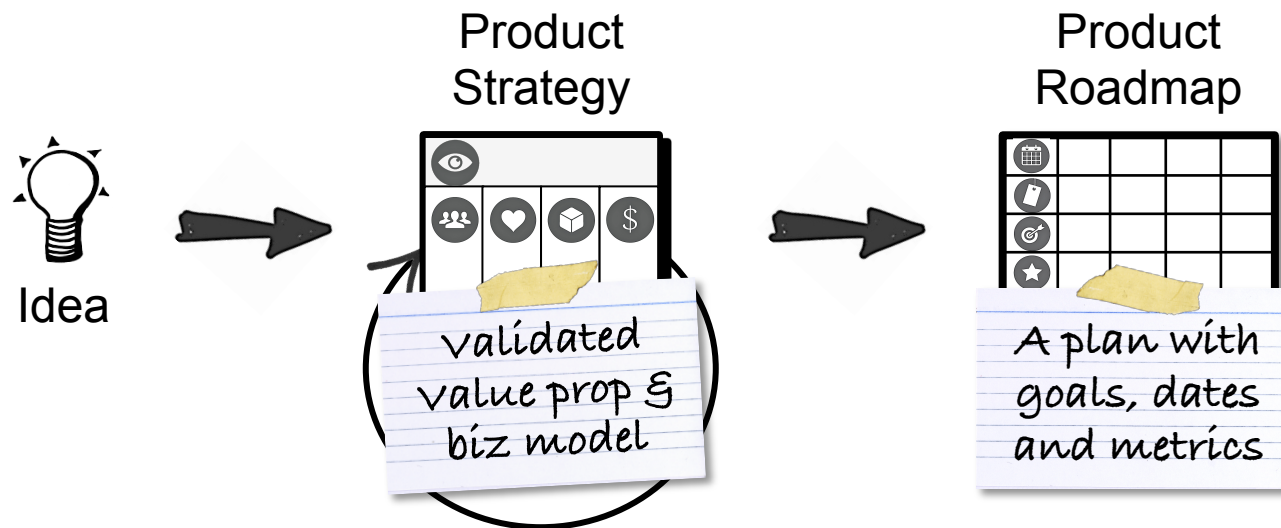 Product
Strategy
Product
Roadmap
Idea
$
validated
value prop &
biz model
A plan with
goals, dates
and metrics